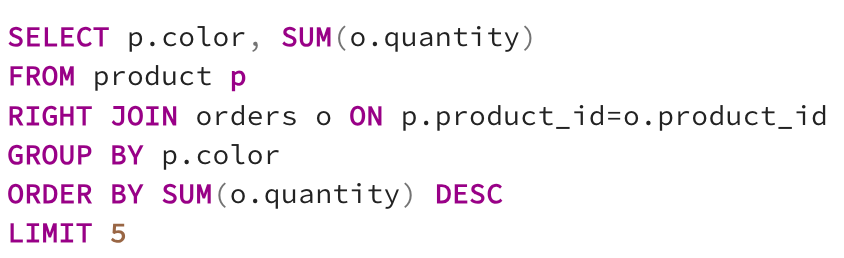 SELECT p.color, SUM(o.quantity)
FROM product p
RIGHT JOIN orders o ON p.product_id=o.product_id
GROUP BY p.color
ORDER BY SUM(o.quantity) DESC
LIMIT 5